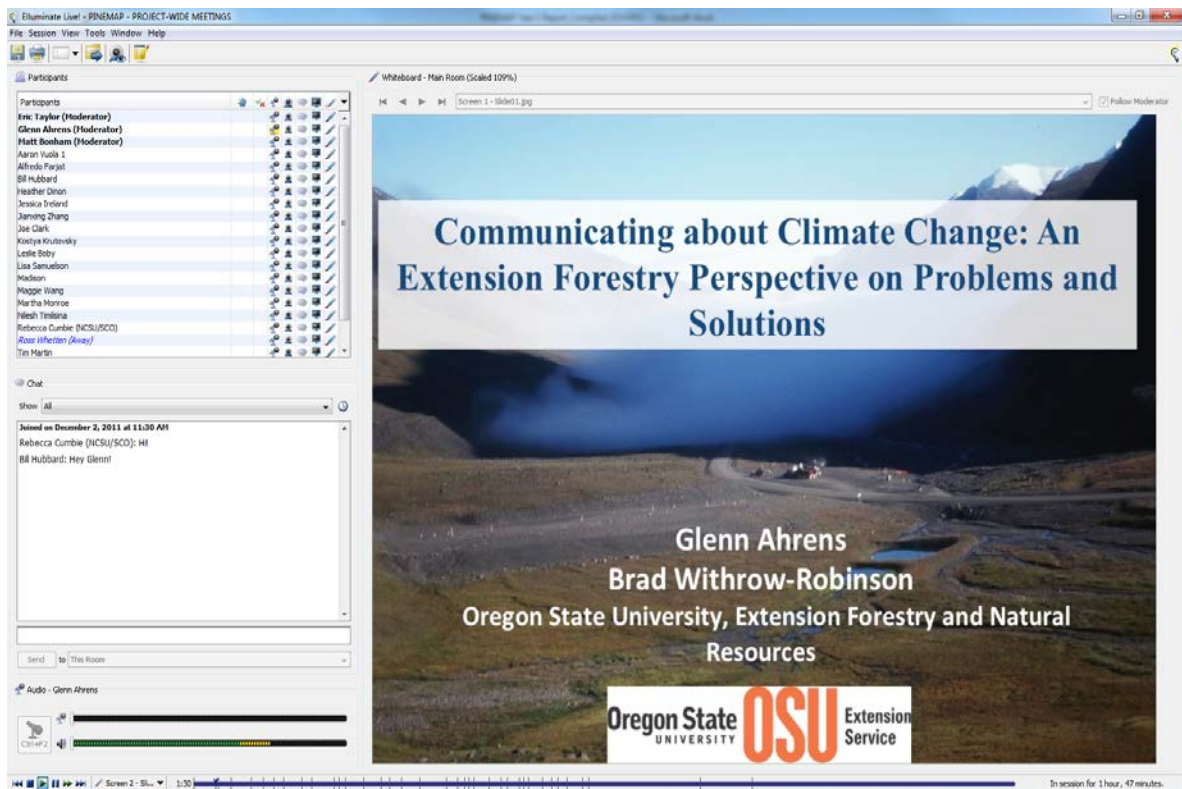 Elluminate Live! - PINEMAP - PROJECT-WIDE MEETINGS
File Session View Tools Window Help
Participants
Participants
Eric Taylor (Moderator)
Glenn Ahrens (Moderator)
Matt Bonham (Moderator)
Aaron Vuola 1
Alfredo Farjat
Bill Hubbard
Heather Dinon
Jessica Ireland
Jianxing Zhang
Joe Clark
Kostya Krutovsky
Leslie Boby
Lisa Samuelson
Madison
Maggie Wang
Martha Monroe
Nilesh Timilsina
Rebecca Cumbie (NCSU/SCO)
Ross Whetten (Away)
Tim Martin
Chat
Show All
Joined on December 2, 2011 at 11:30 AM
Rebecca Cumbie (NCSU/SCO): Hi!
Bill Hubbard: Hey Glenn!
Send to This Room
Audio - Glenn Ahrens
Ctrl+F2
Whiteboard - Main Room (Scaled 109%)
Screen 1 - Slide01.jpg
Follow Moderator
Communicating about Climate Change: An
Extension Forestry Perspective on Problems and
Solutions
Glenn Ahrens
Brad Withrow-Robinson
Oregon State University, Extension Forestry and Natural
Resources
Oregon State OSU Extension
UNIVERSITY Service
Screen 2 - Sl... 1:30 In session for 1 hour, 47 minutes.